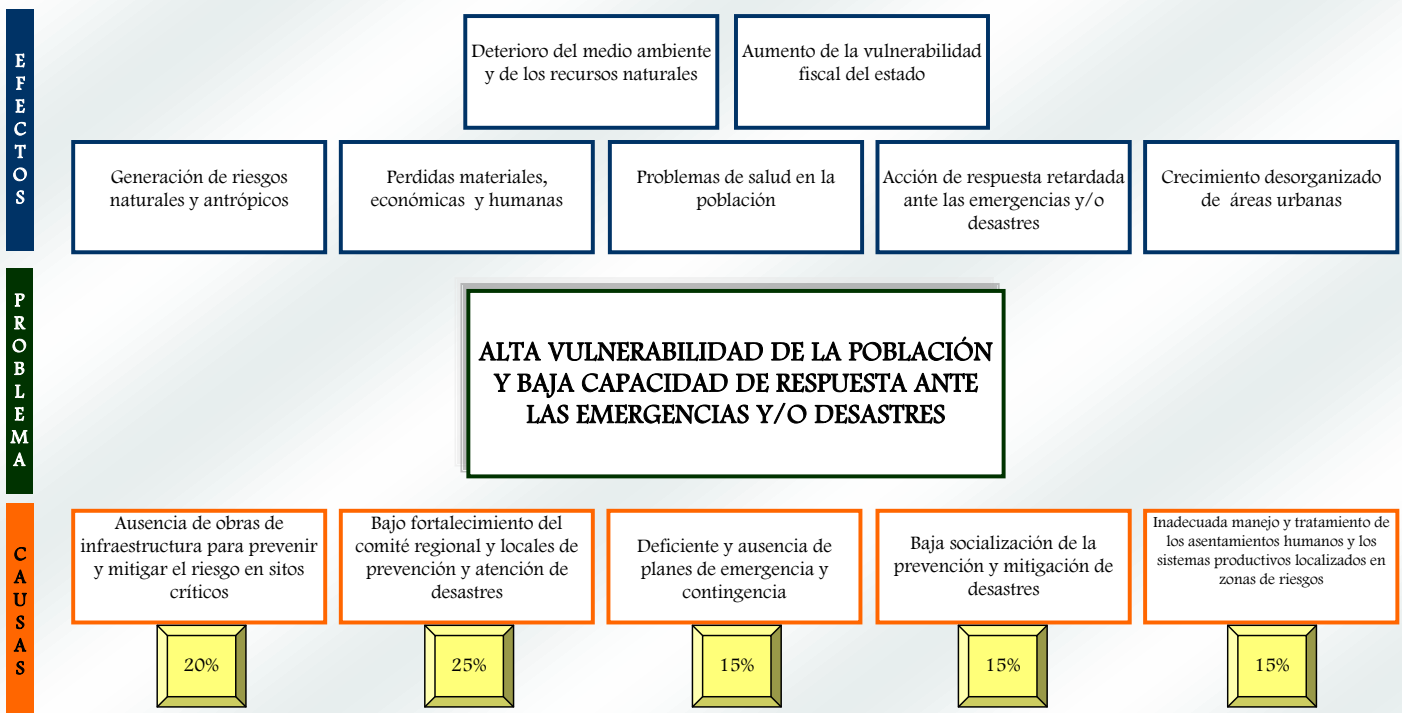 EFECTOS
Deterioro del medio ambiente
y de los recursos naturales
Aumento de la vulnerabilidad
fiscal del estado
Generación de riesgos
naturales y antrópicos
Perdidas materiales,
económicas y humanas
Problemas de salud en la
población
Acción de respuesta retardada
ante las emergencias y/o
desastres
Crecimiento desorganizado
de áreas urbanas
PROBLEMA
ALTA VULNERABILIDAD DE LA POBLACIÓN
Y BAJA CAPACIDAD DE RESPUESTA ANTE
LAS EMERGENCIAS Y/O DESASTRES
CAUSAS
Ausencia de obras de
infraestructura para prevenir
y mitigar el riesgo en sitos
críticos
20%
Bajo fortalecimiento del
comité regional y locales de
prevención y atención de
desastres
25%
Deficiente y ausencia de
planes de emergencia y
contingencia
15%
Baja socialización de la
prevención y mitigación de
desastres
15%
Inadecuada manejo y tratamiento de
los asentamientos humanos y los
sistemas productivos localizados en
zonas de riesgos
15%